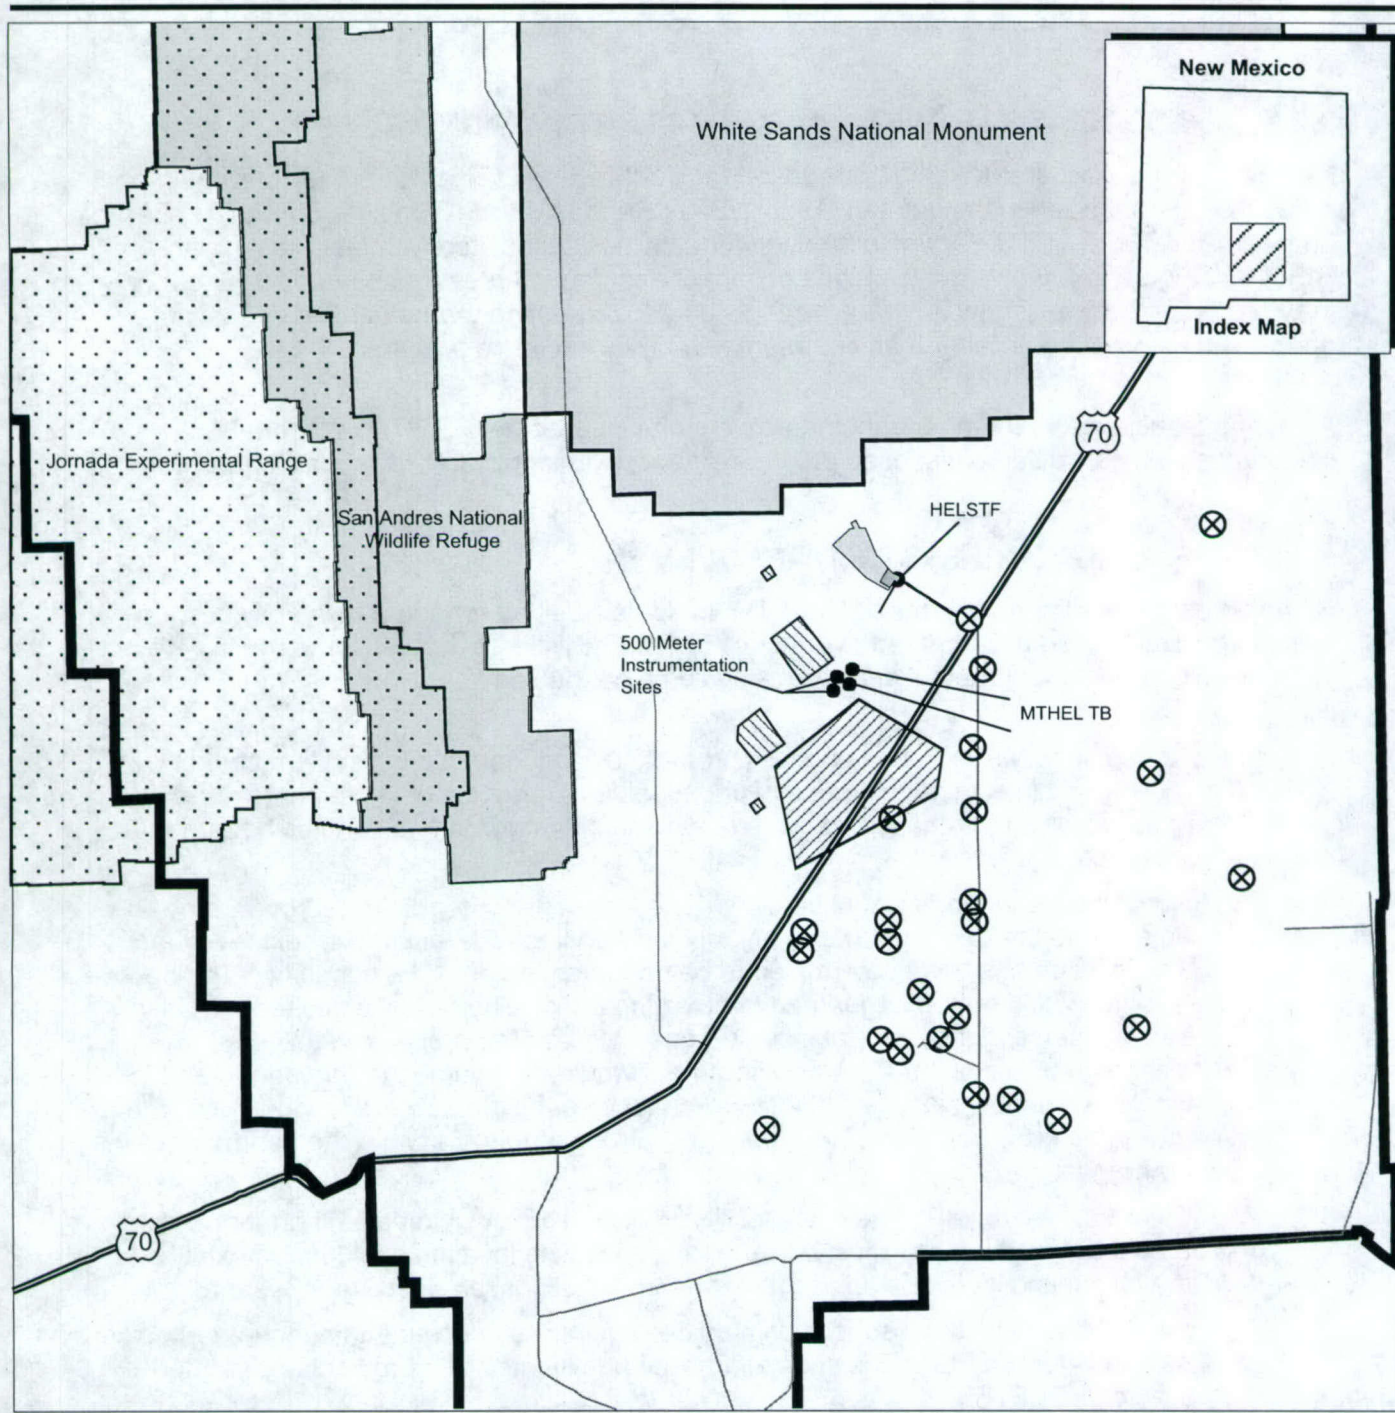 New Mexico
White Sands National Monument
Index Map
70
Jornada Experimental Range
San Andres National
Wildlife Refuge
HELSTF
500 Meter
Instrumentation
Sites
MTHEL TB
70